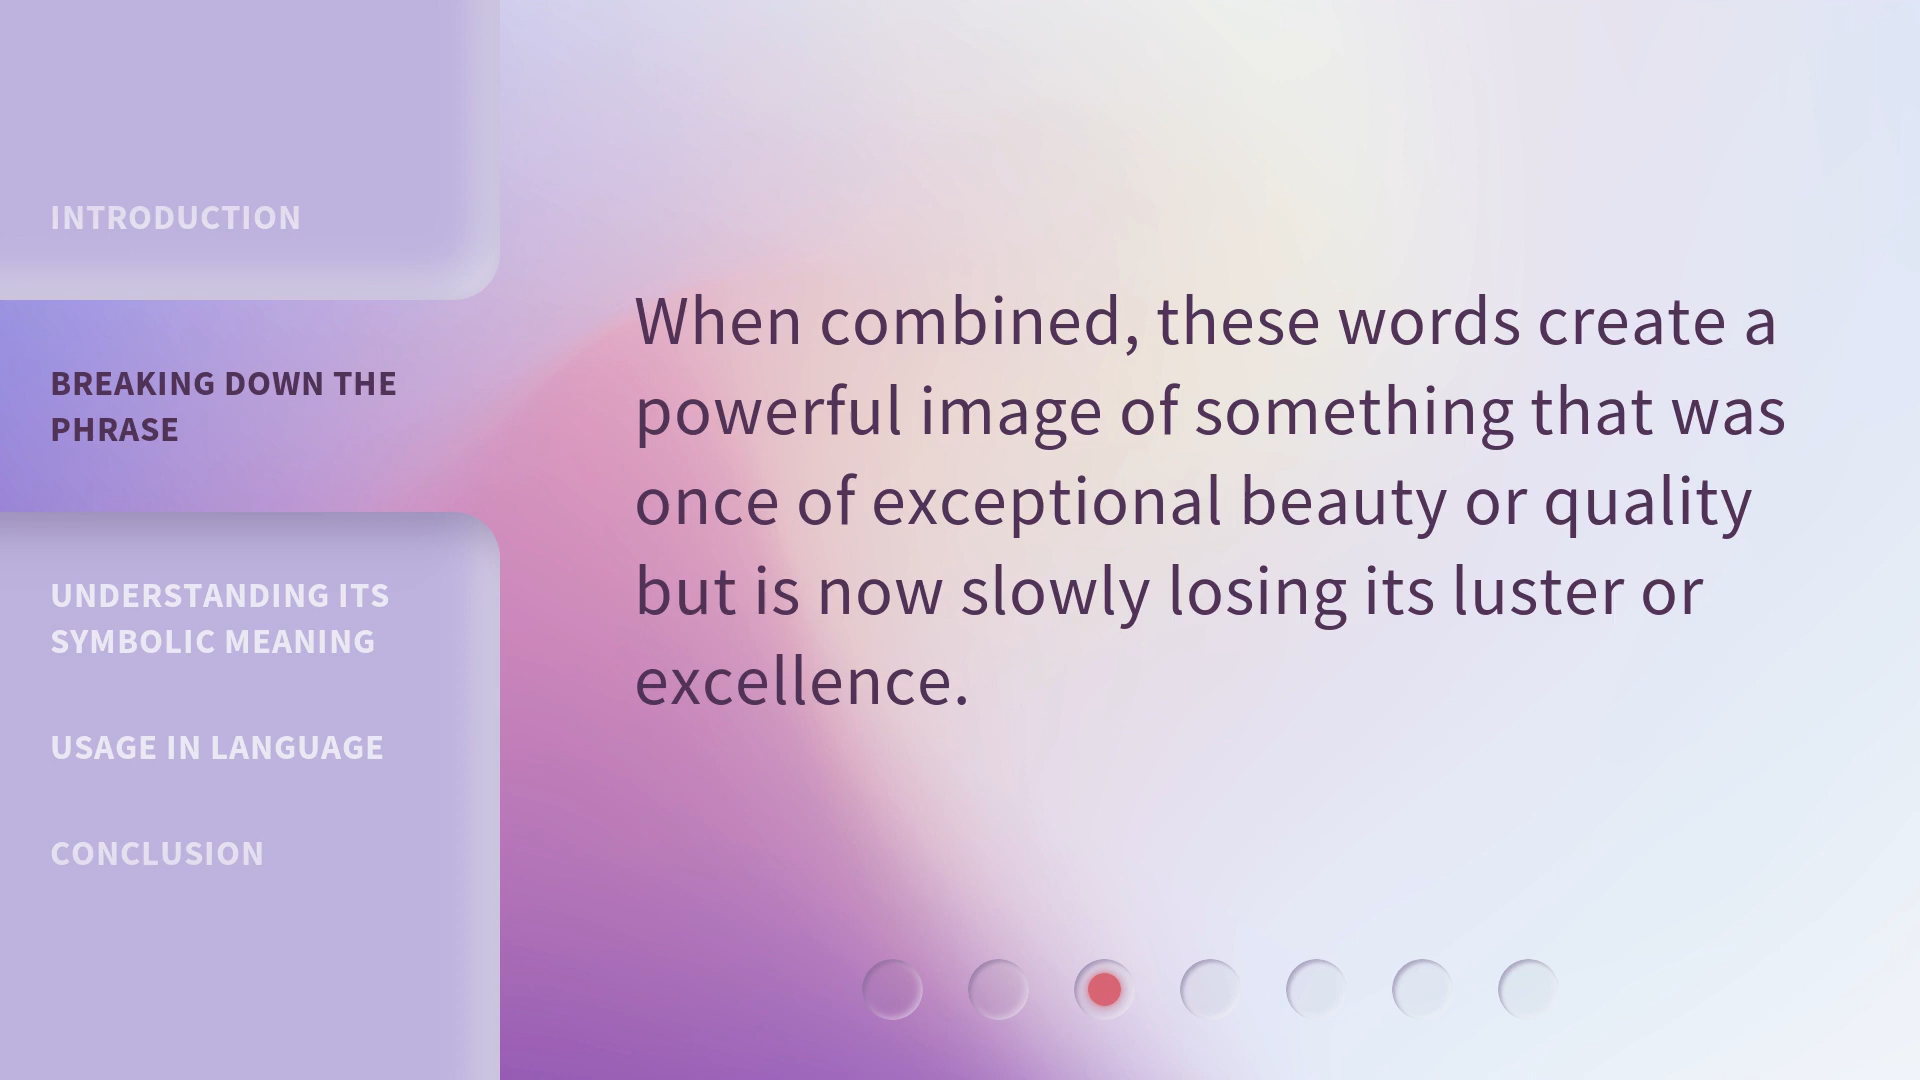 INTRODUCTION
BREAKING DOWN THE
PHRASE
UNDERSTANDING ITS
SYMBOLIC MEANING
USAGE IN LANGUAGE
CONCLUSION
When combined, these words create a
powerful image of something that was
once of exceptional beauty or quality
but is now slowly losing its luster or
excellence.